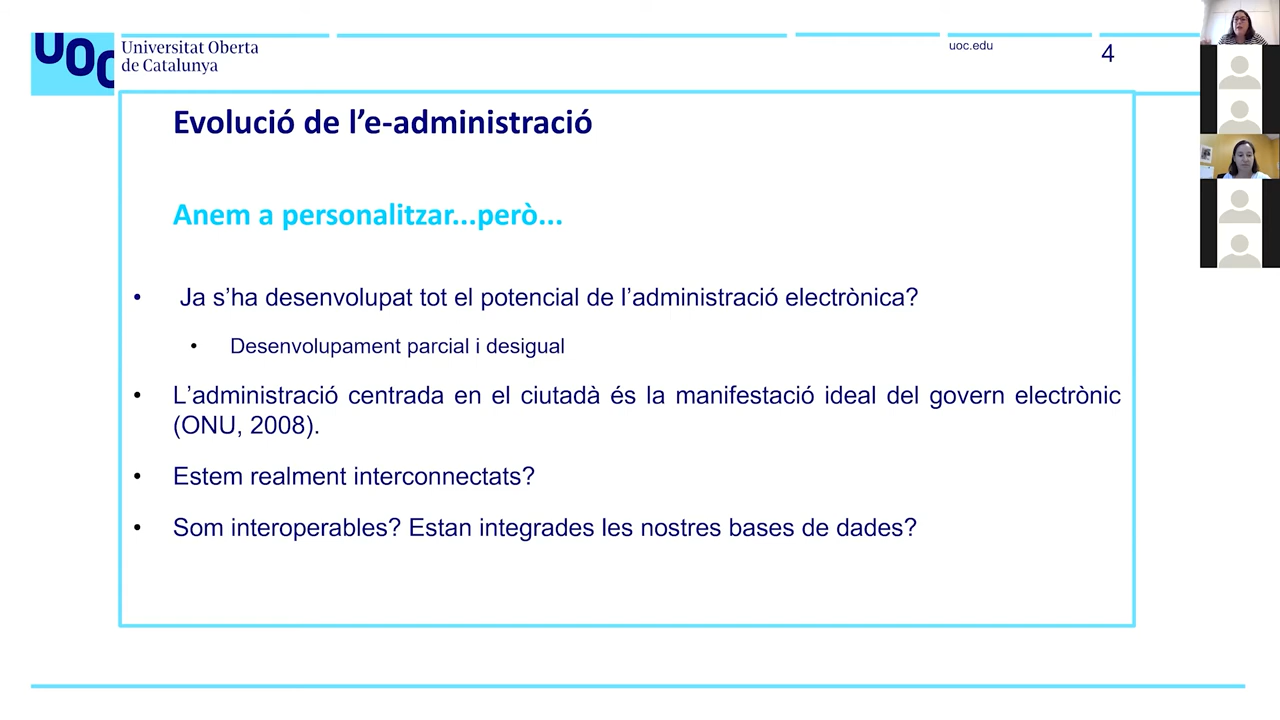 UOC
Universitat Oberta
de Catalunya
uoc.edu
4
Evolució de l’e-administració
Anem a personalitzar...però...
• Ja s’ha desenvolupat tot el potencial de l’administració electrònica?
• Desenvolupament parcial i desigual
• L’administració centrada en el ciutadà és la manifestació ideal del govern electrònic
(ONU, 2008).
• Estem realment interconnectats?
• Som interoperables? Estan integrades les nostres bases de dades?